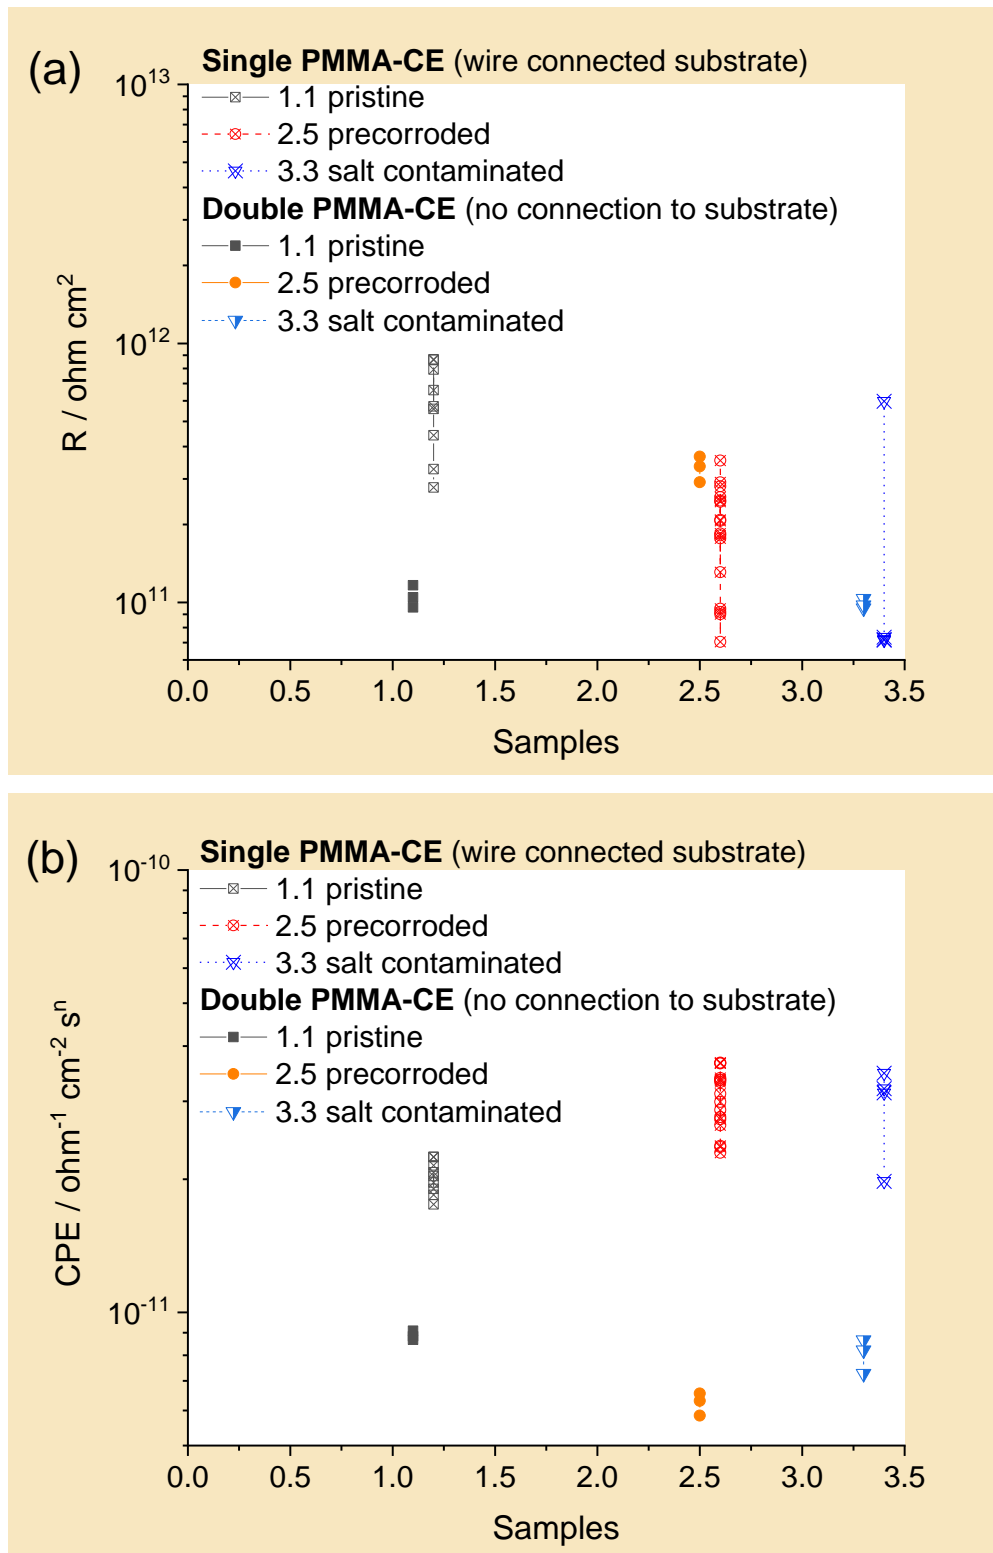 (a)
Single PMMA-CE (wire connected substrate)
1.1 pristine
2.5 precorroded
3.3 salt contaminated
Double PMMA-CE (no connection to substrate)
1.1 pristine
2.5 precorroded
3.3 salt contaminated
10^13
10^12
10^11
R / ohm cm^2
0.0 0.5 1.0 1.5 2.0 2.5 3.0 3.5
Samples
(b)
Single PMMA-CE (wire connected substrate)
1.1 pristine
2.5 precorroded
3.3 salt contaminated
Double PMMA-CE (no connection to substrate)
1.1 pristine
2.5 precorroded
3.3 salt contaminated
10^-10
10^-11
CPE / ohm^-1 cm^-2 s^n
0.0 0.5 1.0 1.5 2.0 2.5 3.0 3.5
Samples